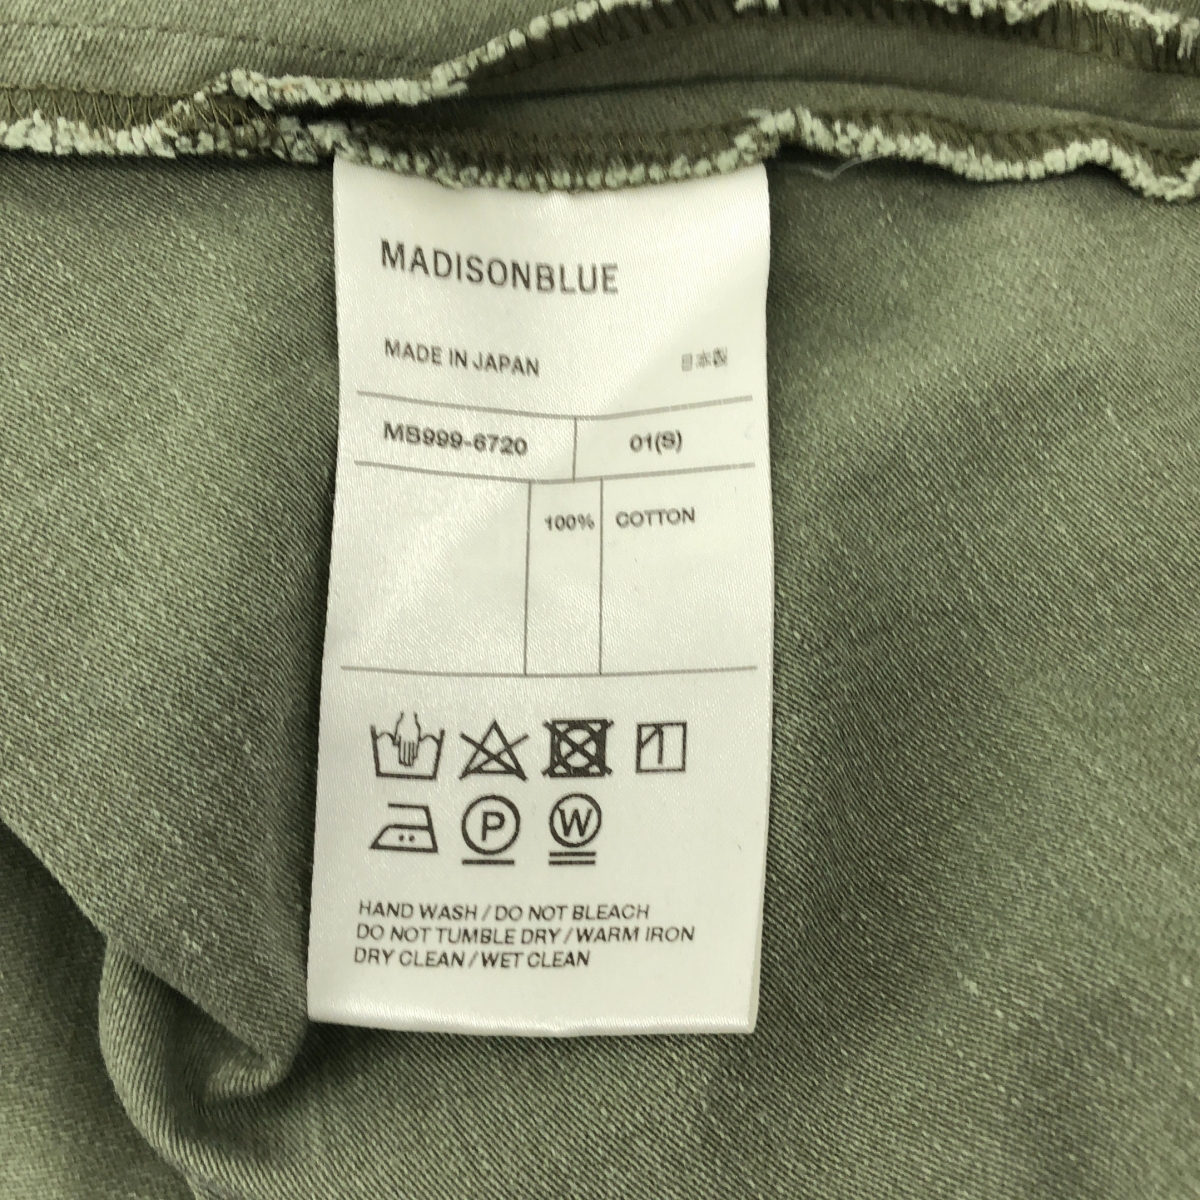 MADISONBLUE
MADE IN JAPAN 日本製
MB999-6720 01(S)
100% COTTON
P W
HAND WASH / DO NOT BLEACH
DO NOT TUMBLE DRY / WARM IRON
DRY CLEAN / WET CLEAN